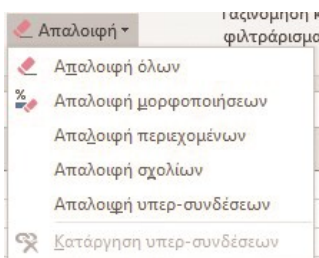 Απαλοιφή
Ταξινόμηση κ
φιλτράρισμα
Απαλοιφή όλων
Απαλοιφή μορφοποιήσεων
Απαλοιφή περιεχομένων
Απαλοιφή σχολίων
Απαλοιφή υπερ-συνδέσεων
Κατάργηση υπερ-συνδέσεων